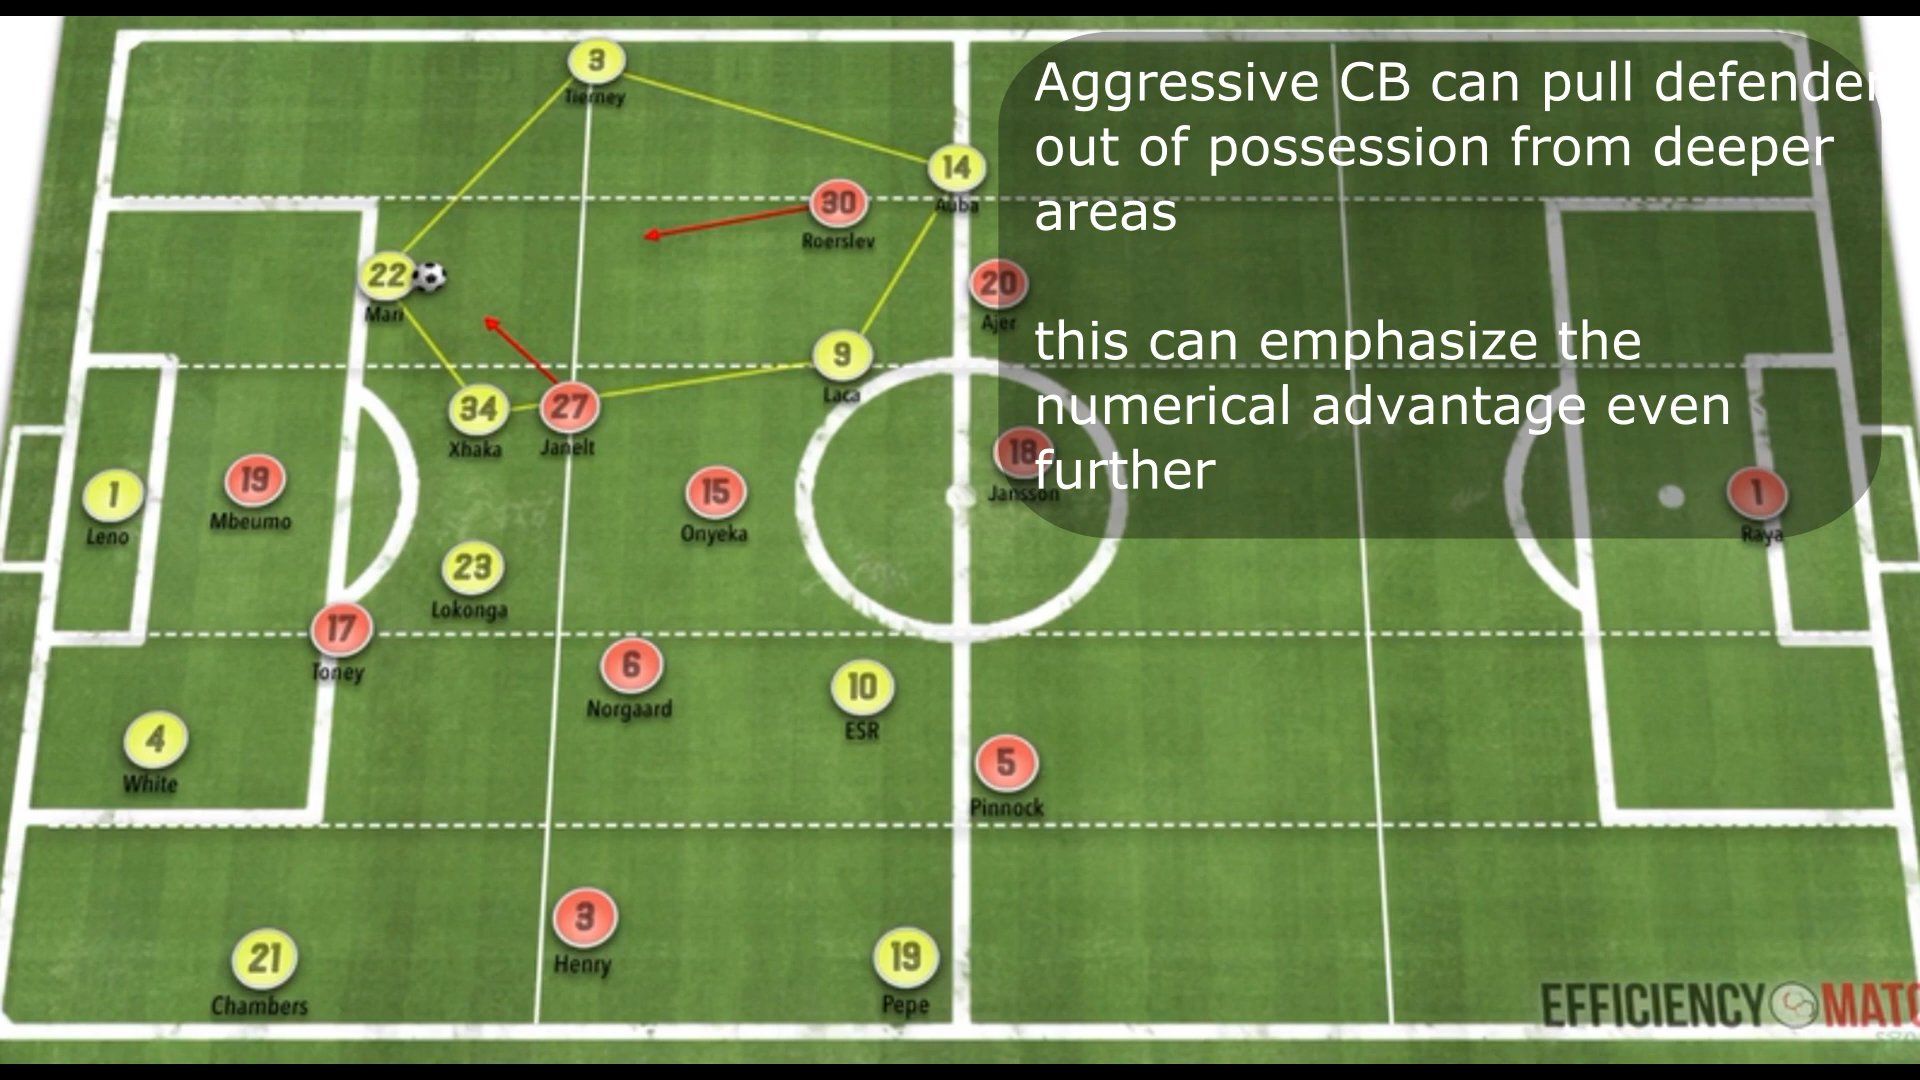 Aggressive CB can pull defender
out of possession from deeper
areas
this can emphasize the
numerical advantage even
further
3
Tierney
14
Auba
30
Roerslev
22
Mari
20
Ajer
9
Laca
34
Xhaka
27
Janelt
18
Jansson
19
Mbeumo
1
Leno
15
Onyeka
1
Raya
23
Lokonga
17
Toney
6
Norgaard
10
ESR
4
White
5
Pinnock
3
Henry
21
Chambers
19
Pepe
EFFICIENCY MATC